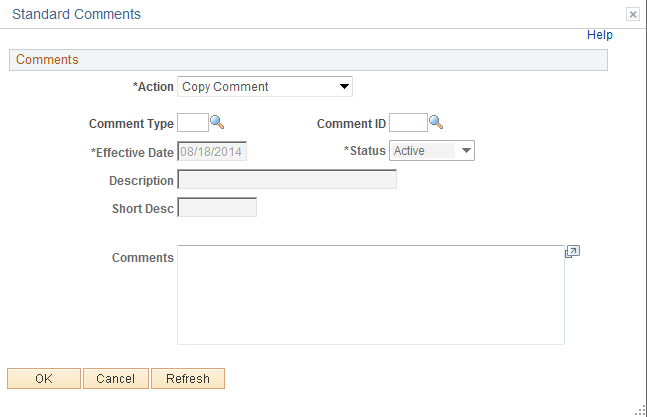 Standard Comments
Help
Comments
*Action Copy Comment
Comment Type Comment ID
*Effective Date 08/18/2014 *Status Active
Description
Short Desc
Comments
OK Cancel Refresh